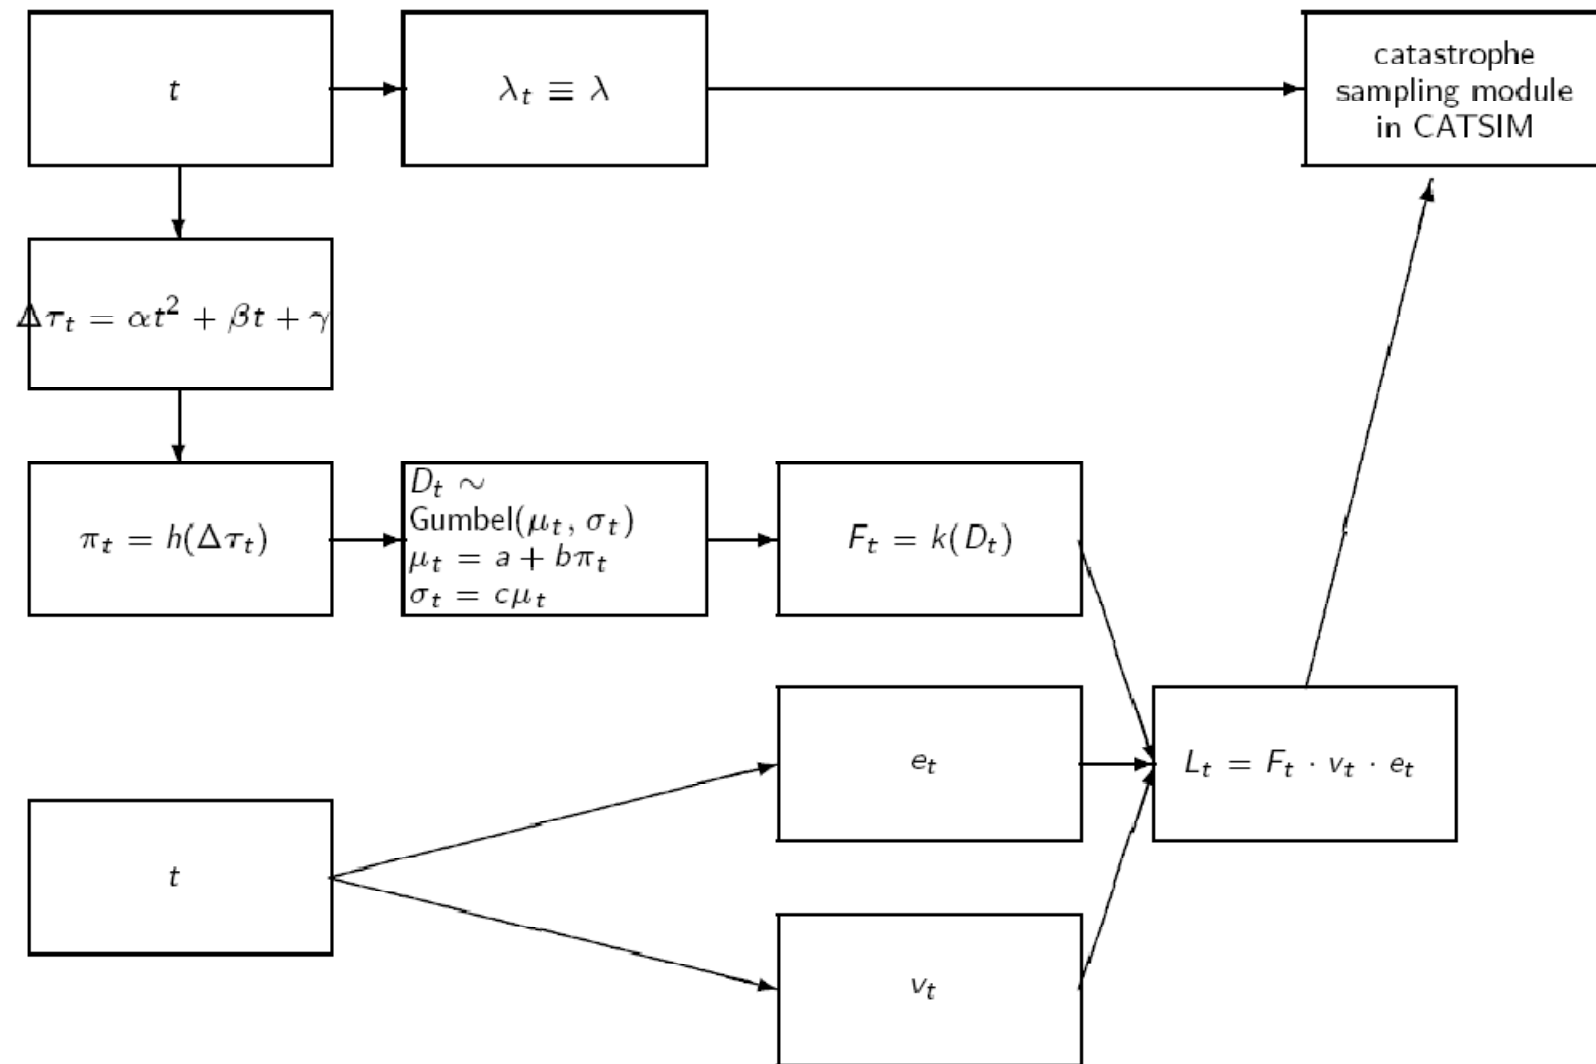 t
λ_t ≡ λ
catastrophe
sampling module
in CATSIM
Δτ_t = αt² + βt + γ
π_t = h(Δτ_t)
D_t ∼
Gumbel(μ_t, σ_t)
μ_t = a + bπ_t
σ_t = cμ_t
F_t = k(D_t)
e_t
L_t = F_t · v_t · e_t
t
v_t